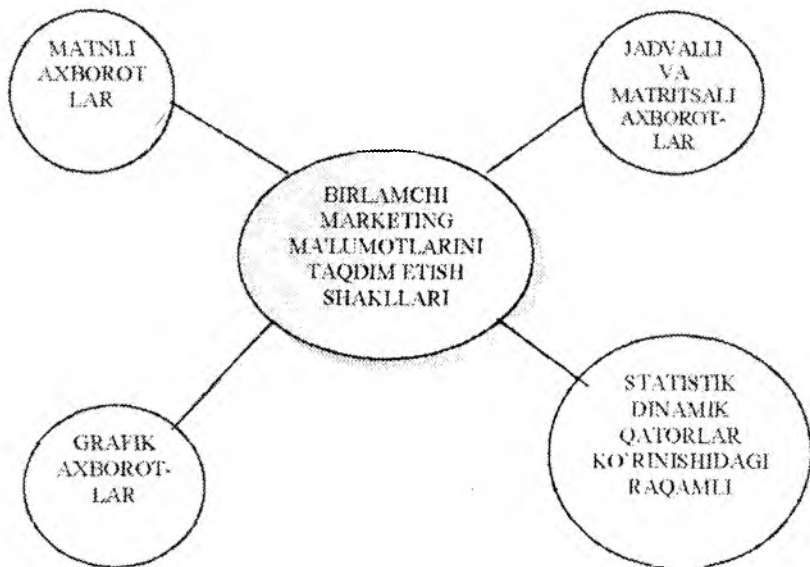 MATNLI
AXBOROT
LAR
JADVALLI
VA
MATRITSALI
AXBOROT-
LAR
BIRLAMCHI
MARKETING
MA'LUMOTLARINI
TAQDIM ETISH
SHAKLLARI
GRAFIK
AXBOROT-
LAR
STATISTIK
DINAMIK
QATORLAR
KO`RINISHIDAGI
RAQAMLI